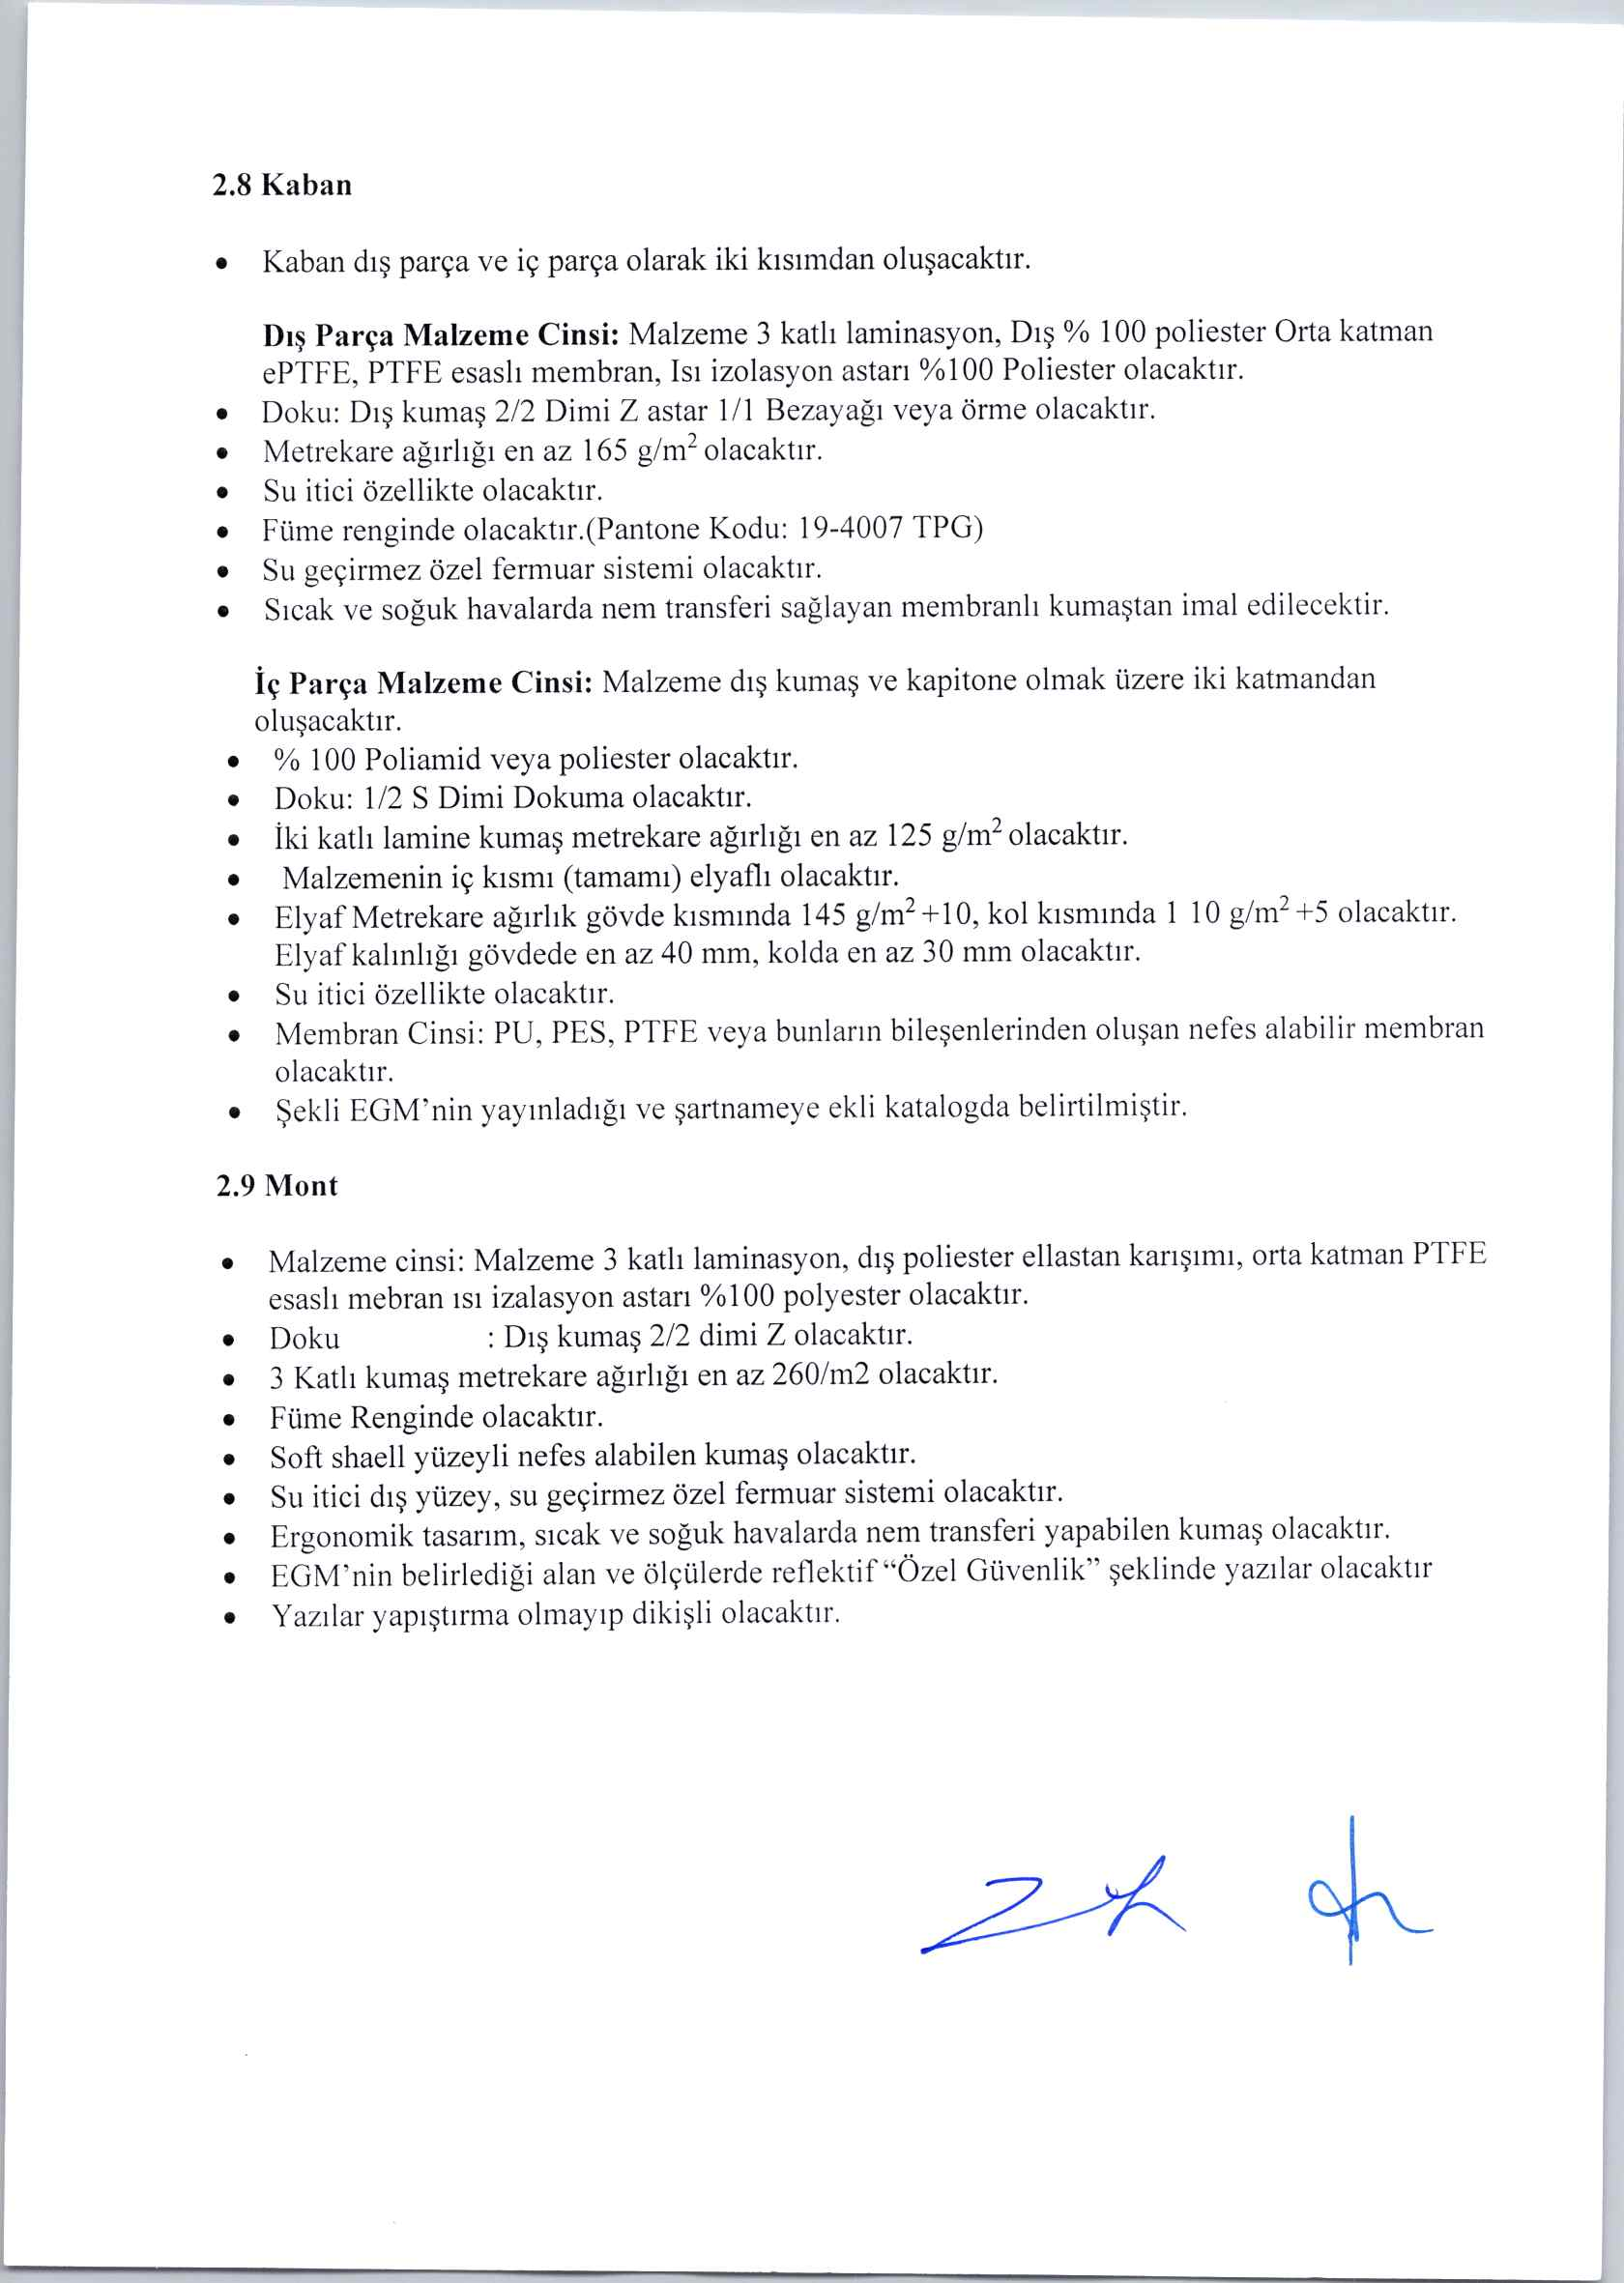 2.8 Kaban
• Kaban dış parça ve iç parça olarak iki kısımdan oluşacaktır.
Dış Parça Malzeme Cinsi: Malzeme 3 katlı laminasyon, Dış % 100 poliester Orta katman
ePTFE, PTFE esaslı membran, Isı izolasyon astarı %100 Poliester olacaktır.
• Doku: Dış kumaş 2/2 Dimi Z astar 1/1 Bezayağı veya örme olacaktır.
• Metrekare ağırlığı en az 165 g/m² olacaktır.
• Su itici özellikte olacaktır.
• Füme renginde olacaktır.(Pantone Kodu: 19-4007 TPG)
• Su geçirmez özel fermuar sistemi olacaktır.
• Sıcak ve soğuk havalarda nem transferi sağlayan membranlı kumaştan imal edilecektir.
İç Parça Malzeme Cinsi: Malzeme dış kumaş ve kapitone olmak üzere iki katmandan
oluşacaktır.
• % 100 Poliamid veya poliester olacaktır.
• Doku: 1/2 S Dimi Dokuma olacaktır.
• İki katlı lamine kumaş metrekare ağırlığı en az 125 g/m² olacaktır.
• Malzemenin iç kısmı (tamamı) elyaflı olacaktır.
• Elyaf Metrekare ağırlık gövde kısmında 145 g/m² +10, kol kısmında 1 10 g/m² +5 olacaktır.
Elyaf kalınlığı gövdede en az 40 mm, kolda en az 30 mm olacaktır.
• Su itici özellikte olacaktır.
• Membran Cinsi: PU, PES, PTFE veya bunların bileşenlerinden oluşan nefes alabilir membran
olacaktır.
• Şekli EGM’nin yayınladığı ve şartnameye ekli katalogda belirtilmiştir.
2.9 Mont
• Malzeme cinsi: Malzeme 3 katlı laminasyon, dış poliester ellastan karışımı, orta katman PTFE
esaslı mebran ısı izalasyon astarı %100 polyester olacaktır.
• Doku : Dış kumaş 2/2 dimi Z olacaktır.
• 3 Katlı kumaş metrekare ağırlığı en az 260/m2 olacaktır.
• Füme Renginde olacaktır.
• Soft shaell yüzeyli nefes alabilen kumaş olacaktır.
• Su itici dış yüzey, su geçirmez özel fermuar sistemi olacaktır.
• Ergonomik tasarım, sıcak ve soğuk havalarda nem transferi yapabilen kumaş olacaktır.
• EGM’nin belirlediği alan ve ölçülerde reflektif “Özel Güvenlik” şeklinde yazılar olacaktır
• Yazılar yapıştırma olmayıp dikişli olacaktır.